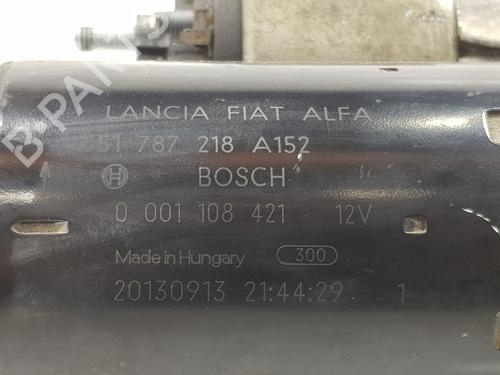 B-PARTS
LANCIA FIAT ALFA
51 787 218 A152
BOSCH
0 001 108 421 12V
Made in Hungary 300
20130913 21:44:29 1